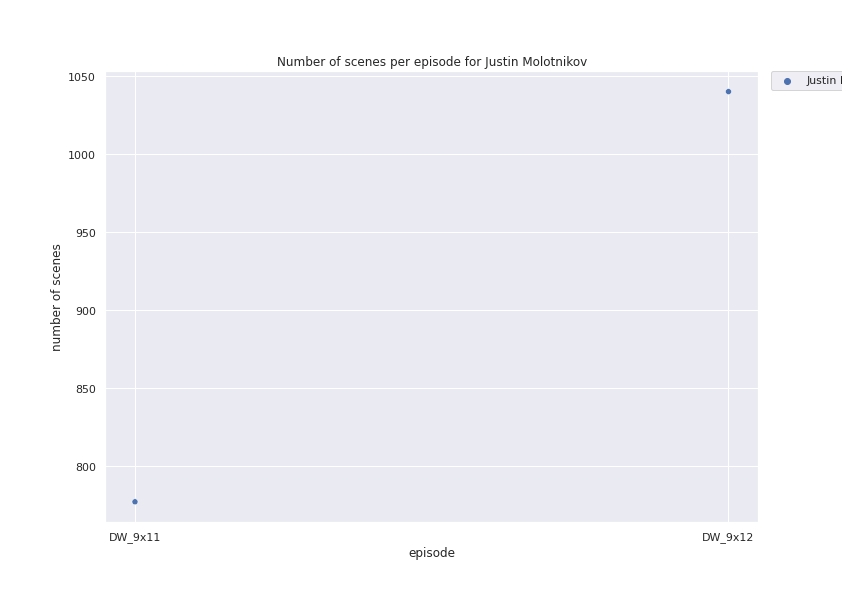 Number of scenes per episode for Justin Molotnikov
Justin
1050
1000
950
900
850
800
number of scenes
DW_9x11
DW_9x12
episode